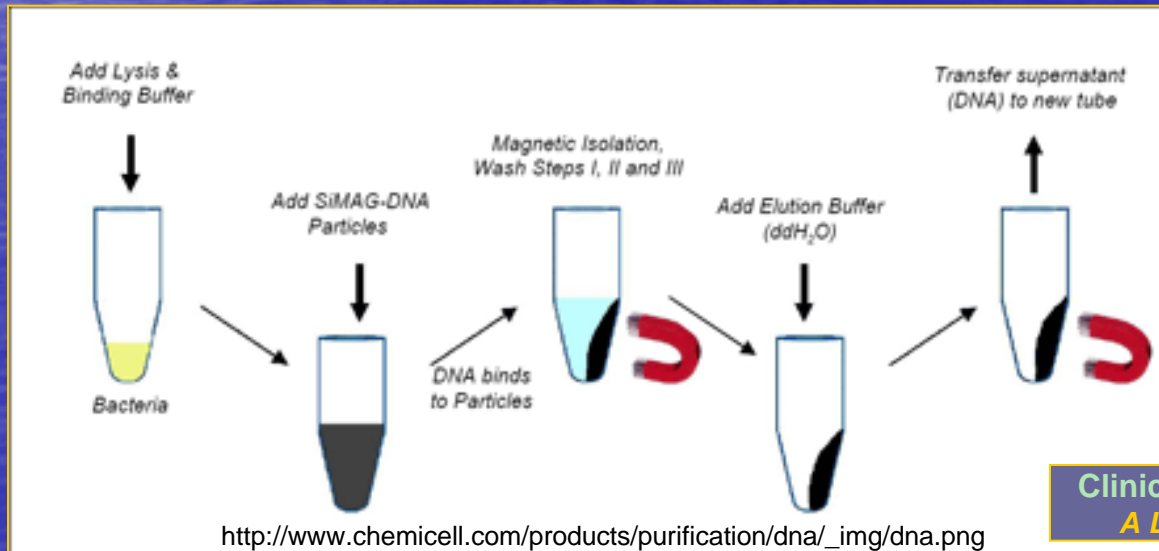 Add Lysis &
Binding Buffer
Bacteria
Add SiMAG-DNA
Particles
DNA binds
to Particles
Magnetic Isolation,
Wash Steps I, II and III
Add Elution Buffer
(ddH₂O)
Transfer supernatant
(DNA) to new tube
http://www.chemicell.com/products/purification/dna/_img/dna.png
Clinic
A L